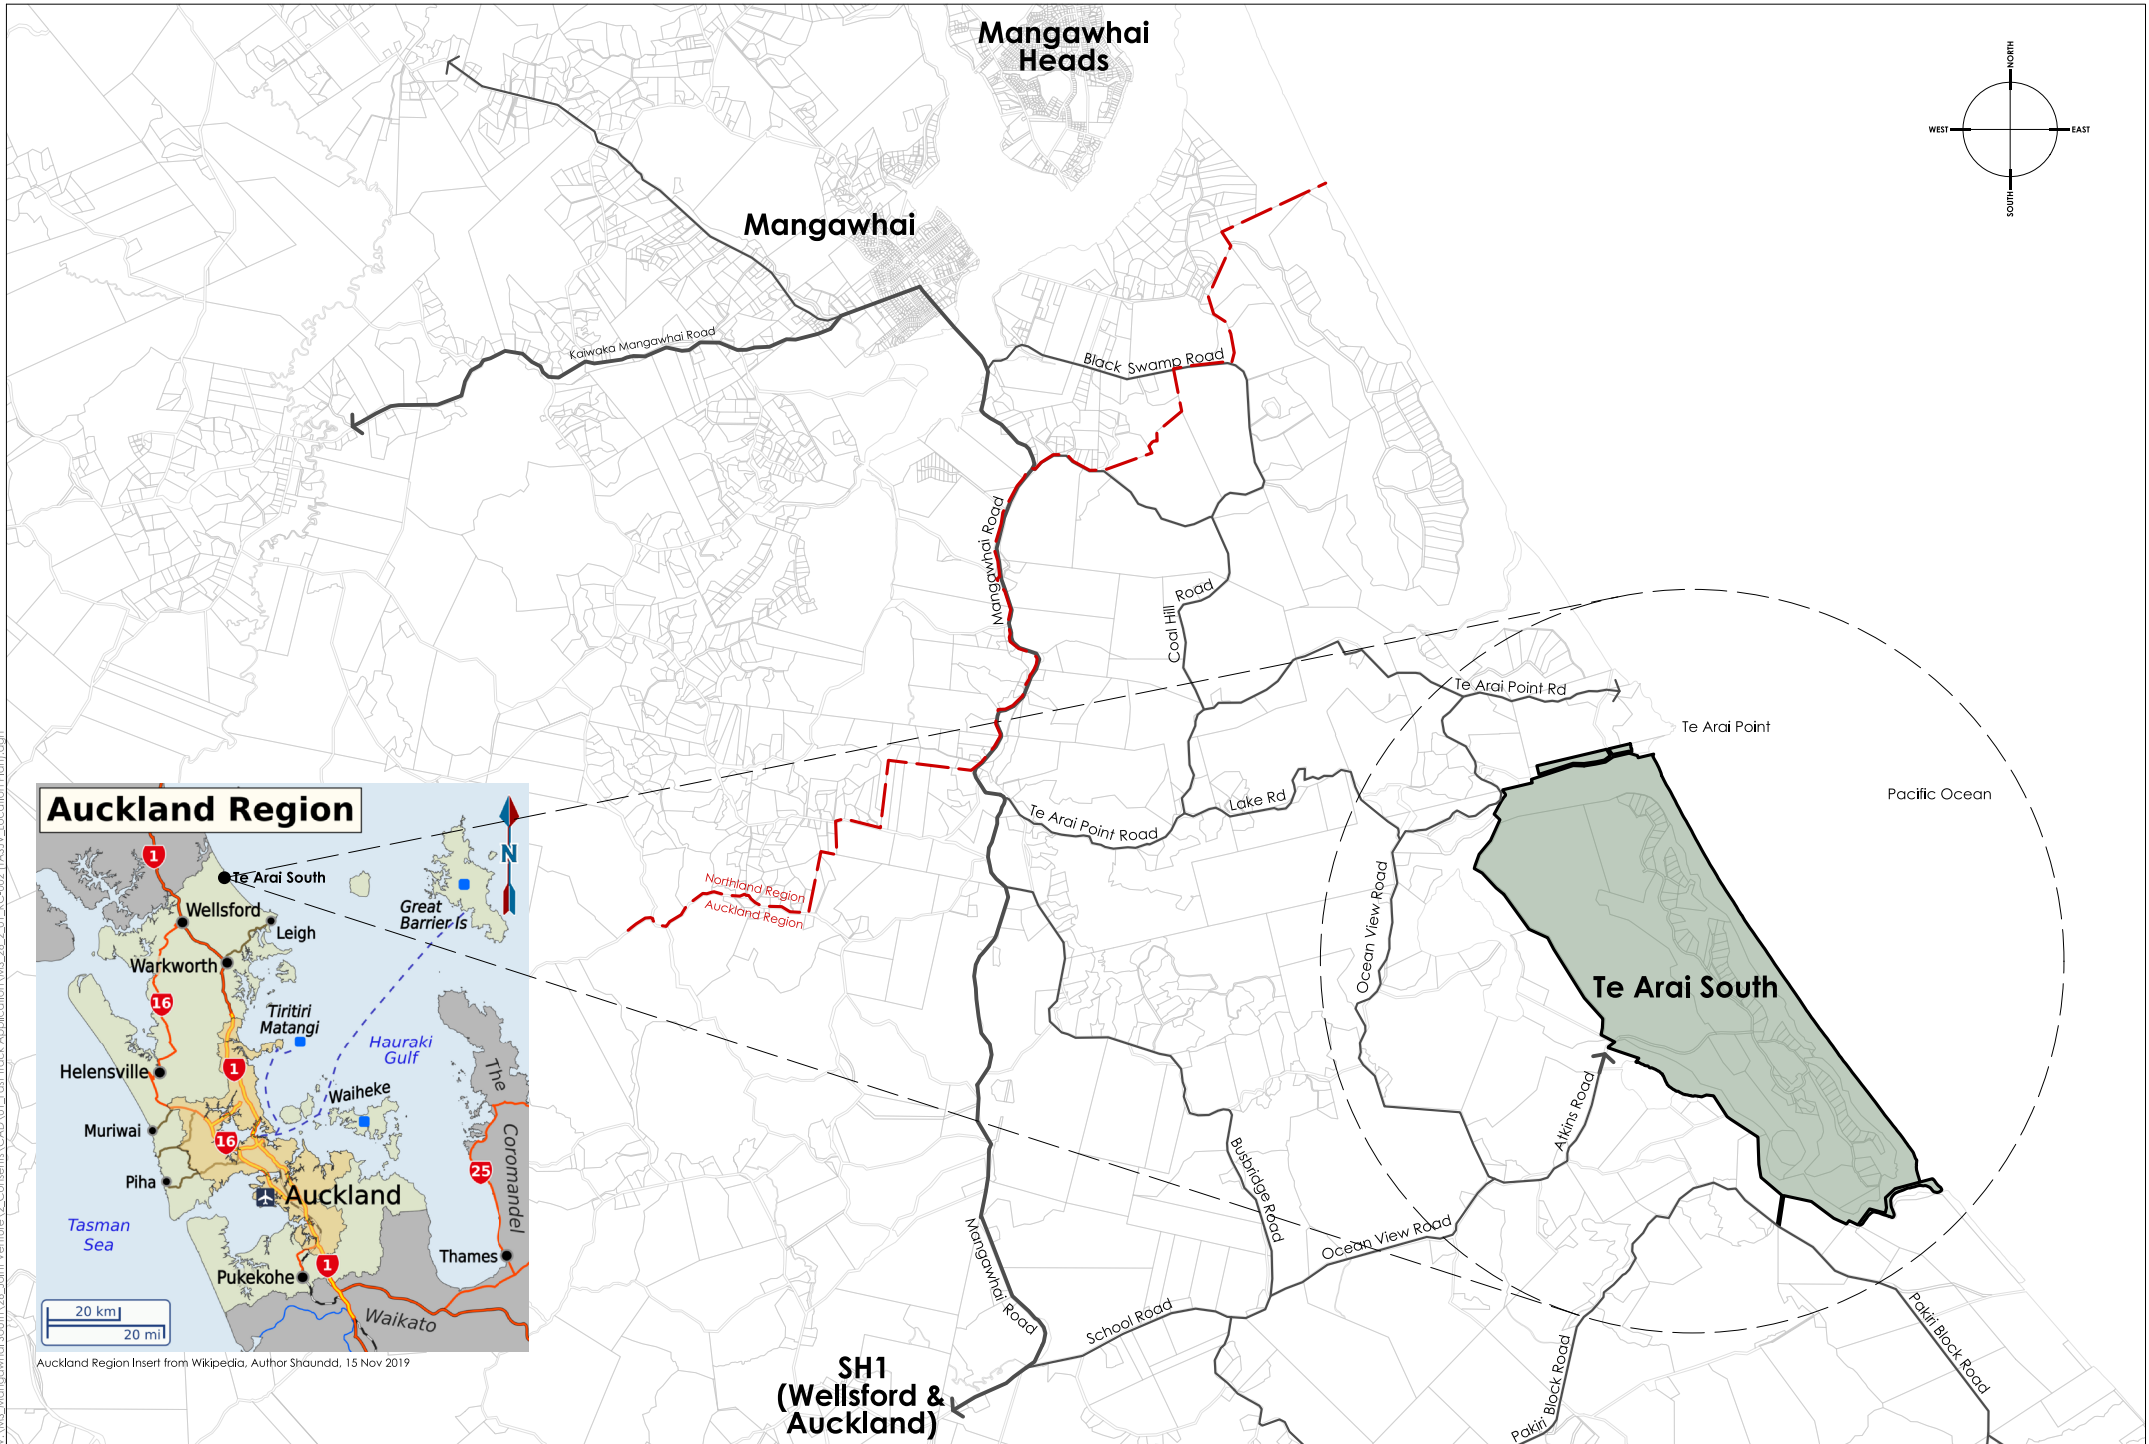 Mangawhai
Heads
NORTH
WEST
EAST
SOUTH
Mangawhai
Kaiwaka Mangawhai Road
Black Swamp Road
Mangawhai Road
Coal Hill Road
Te Arai Point Rd
Te Arai Point
Pacific Ocean
Lake Rd
Te Arai Point Road
Northland Region
Auckland Region
Ocean View Road
Te Arai South
Atkins Road
Busbridge Road
Ocean View Road
Mangawhai Road
School Road
Pakiri Block Road
Pakiri Block Road
SH1
(Wellsford &
Auckland)
Auckland Region
N
1
Te Arai South
Wellsford
Leigh
Great
Barrier Is
Warkworth
16
Tiritiri
Matangi
Hauraki
Gulf
1
Helensville
The
Coromandel
Waiheke
Muriwai
16
25
Piha
Auckland
Tasman
Sea
Thames
1
Pukekohe
Waikato
20 km
20 mi
Auckland Region Insert from Wikipedia, Author Shaundd, 15 Nov 2019